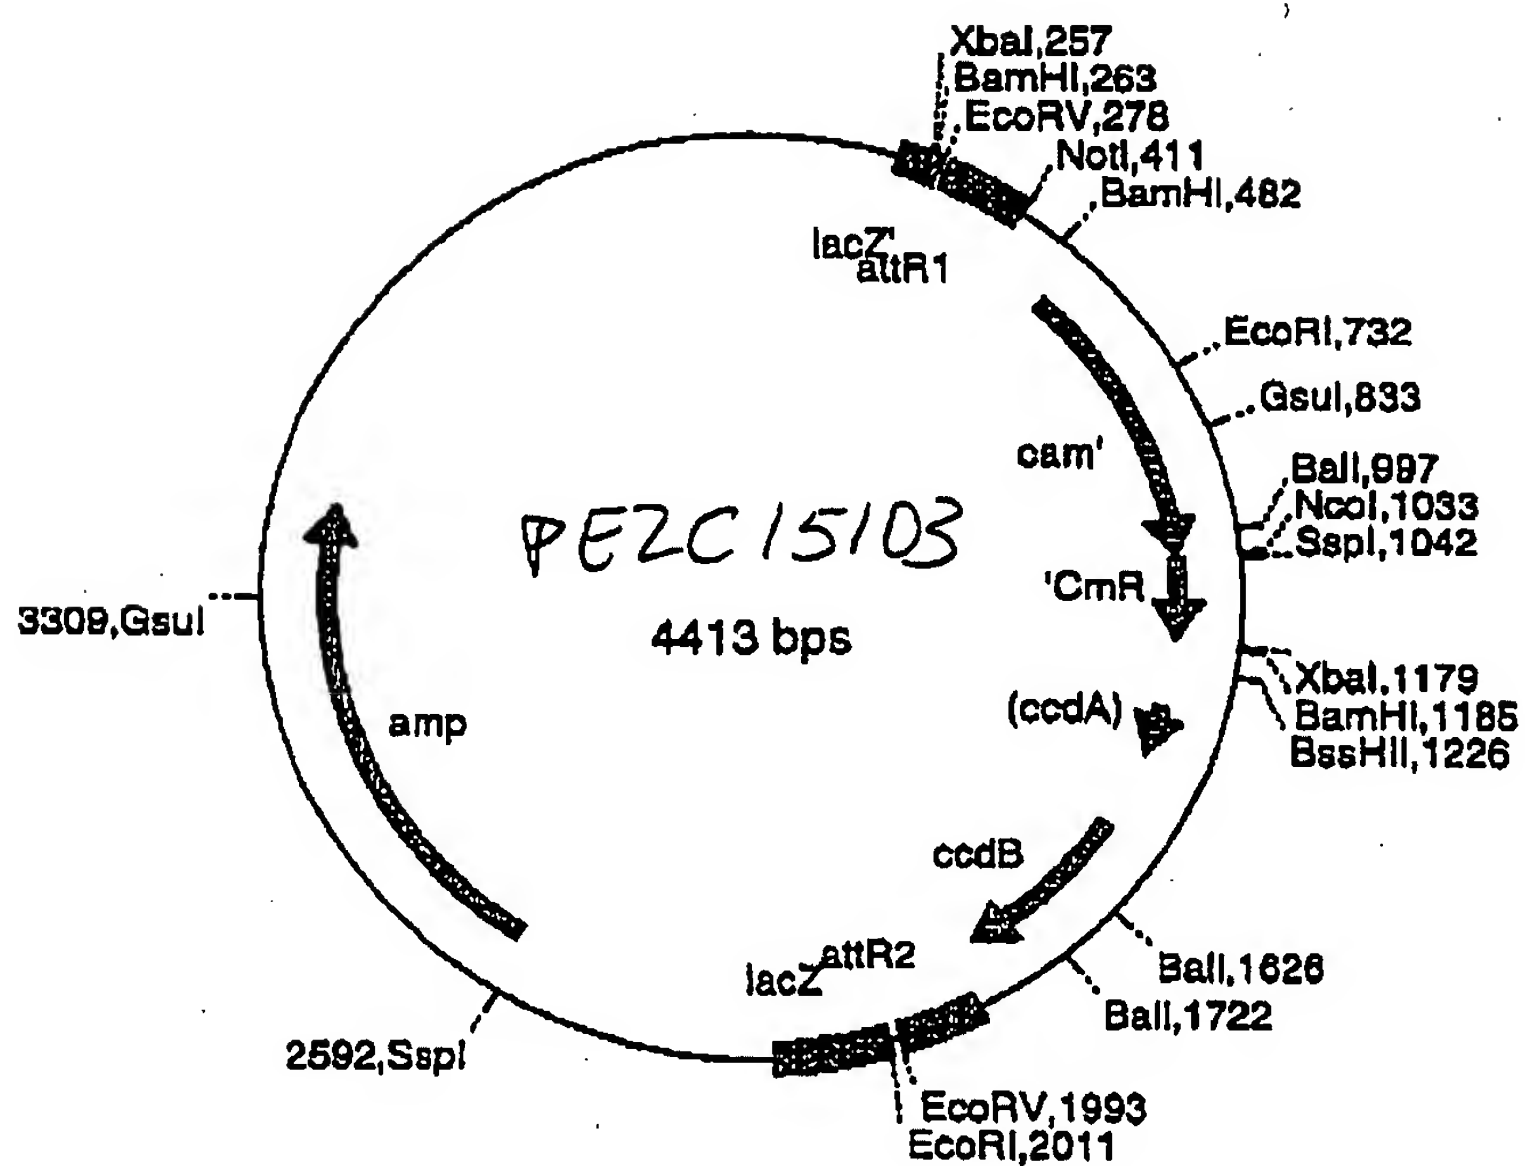 XbaI,257
BamHI,263
EcoRV,278
NotI,411
BamHI,482
lacZ'
attR1
EcoRI,732
GsuI,833
cam'
BalI,997
NcoI,1033
SspI,1042
pEZC15103
'CmR
4413 bps
3309,GsuI
XbaI,1179
BamHI,1185
BssHII,1226
(ccdA)
amp
ccdB
attR2
lacZ
BalI,1626
BalI,1722
2592,SspI
EcoRV,1993
EcoRI,2011